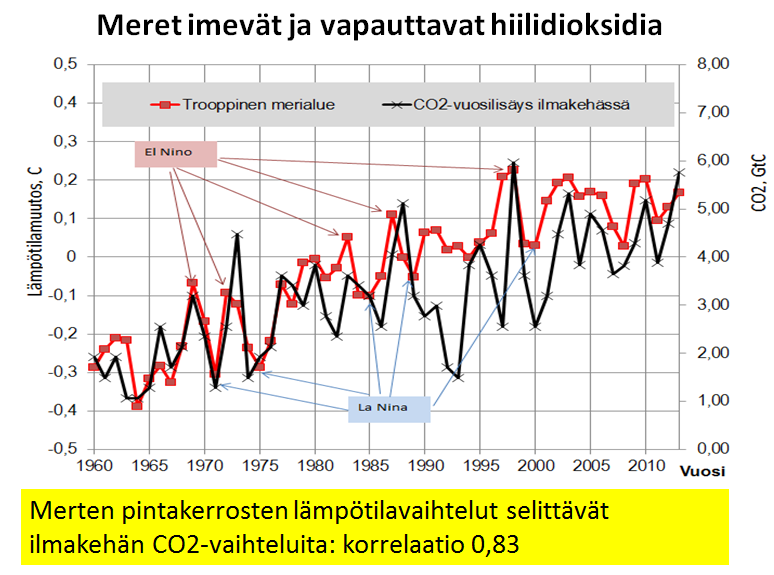 Meret imevät ja vapauttavat hiilidioksidia
0,5
0,4
0,3
0,2
0,1
0
-0,1
-0,2
-0,3
-0,4
-0,5
Lämpötilamuutos, C
Trooppinen merialue
CO2-vuosilisäys ilmakehässä
El Nino
La Nina
8,00
7,00
6,00
5,00
4,00
3,00
2,00
1,00
0,00
CO2, GtC
1960 1965 1970 1975 1980 1985 1990 1995 2000 2005 2010 Vuosi
Merten pintakerrosten lämpötilavaihtelut selittävät
ilmakehän CO2-vaihteluita: korrelaatio 0,83